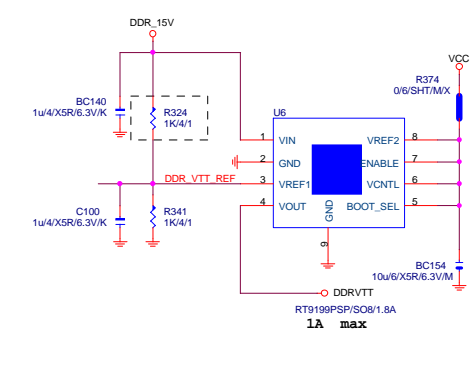 DDR_15V
VCC
R374
0/6/SHT/M/X
BC140
1u/4/X5R/6.3V/K
R324
1K/4/1
U6
1 VIN
VREF2 8
2 GND
ENABLE 7
DDR_VTT_REF
3 VREF1
VCNTL 6
4 VOUT
BOOT_SEL 5
GND
9
C100
1u/4/X5R/6.3V/K
R341
1K/4/1
BC154
10u/6/X5R/6.3V/M
DDRVTT
RT9199PSP/SO8/1.8A
1A max